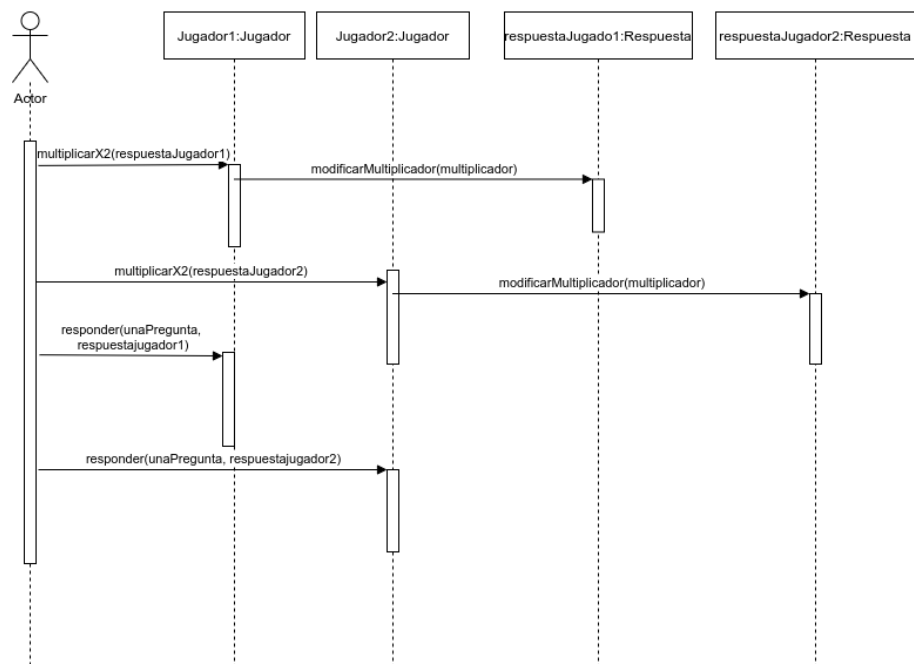 Jugador1:Jugador
Jugador2:Jugador
respuestaJugado1:Respuesta
respuestaJugador2:Respuesta
Actor
multiplicarX2(respuestaJugador1)
modificarMultiplicador(multiplicador)
multiplicarX2(respuestaJugador2)
modificarMultiplicador(multiplicador)
responder(unaPregunta,
respuestajugador1)
responder(unaPregunta, respuestajugador2)